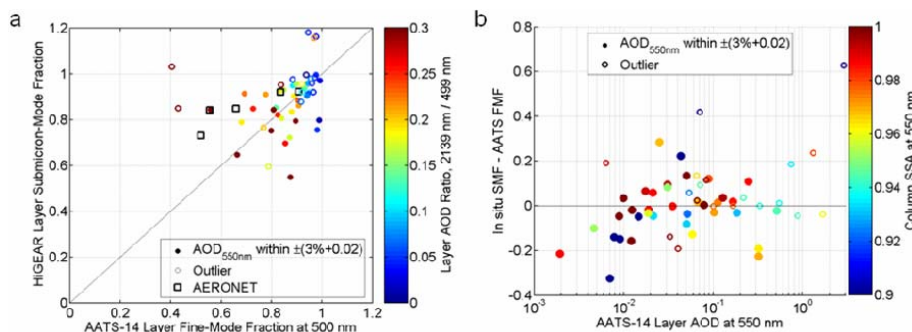 a
1.2
1
0.8
0.6
0.4
0.2
0
0 0.2 0.4 0.6 0.8 1 1.2
HiGEAR Layer Submicron-Mode Fraction
AATS-14 Layer Fine-Mode Fraction at 500 nm
AOD550nm within ±(3%+0.02)
Outlier
AERONET
0.3
0.25
0.2
0.15
0.1
0.05
0
Layer AOD Ratio, 2139 nm / 499 nm
b
0.8
0.6
0.4
0.2
0
-0.2
-0.4
10-3 10-2 10-1 100
In situ SMF - AATS FMF
AATS-14 Layer AOD at 550 nm
AOD550nm within ±(3%+0.02)
Outlier
1
0.98
0.96
0.94
0.92
0.9
Column SSA at 550 nm